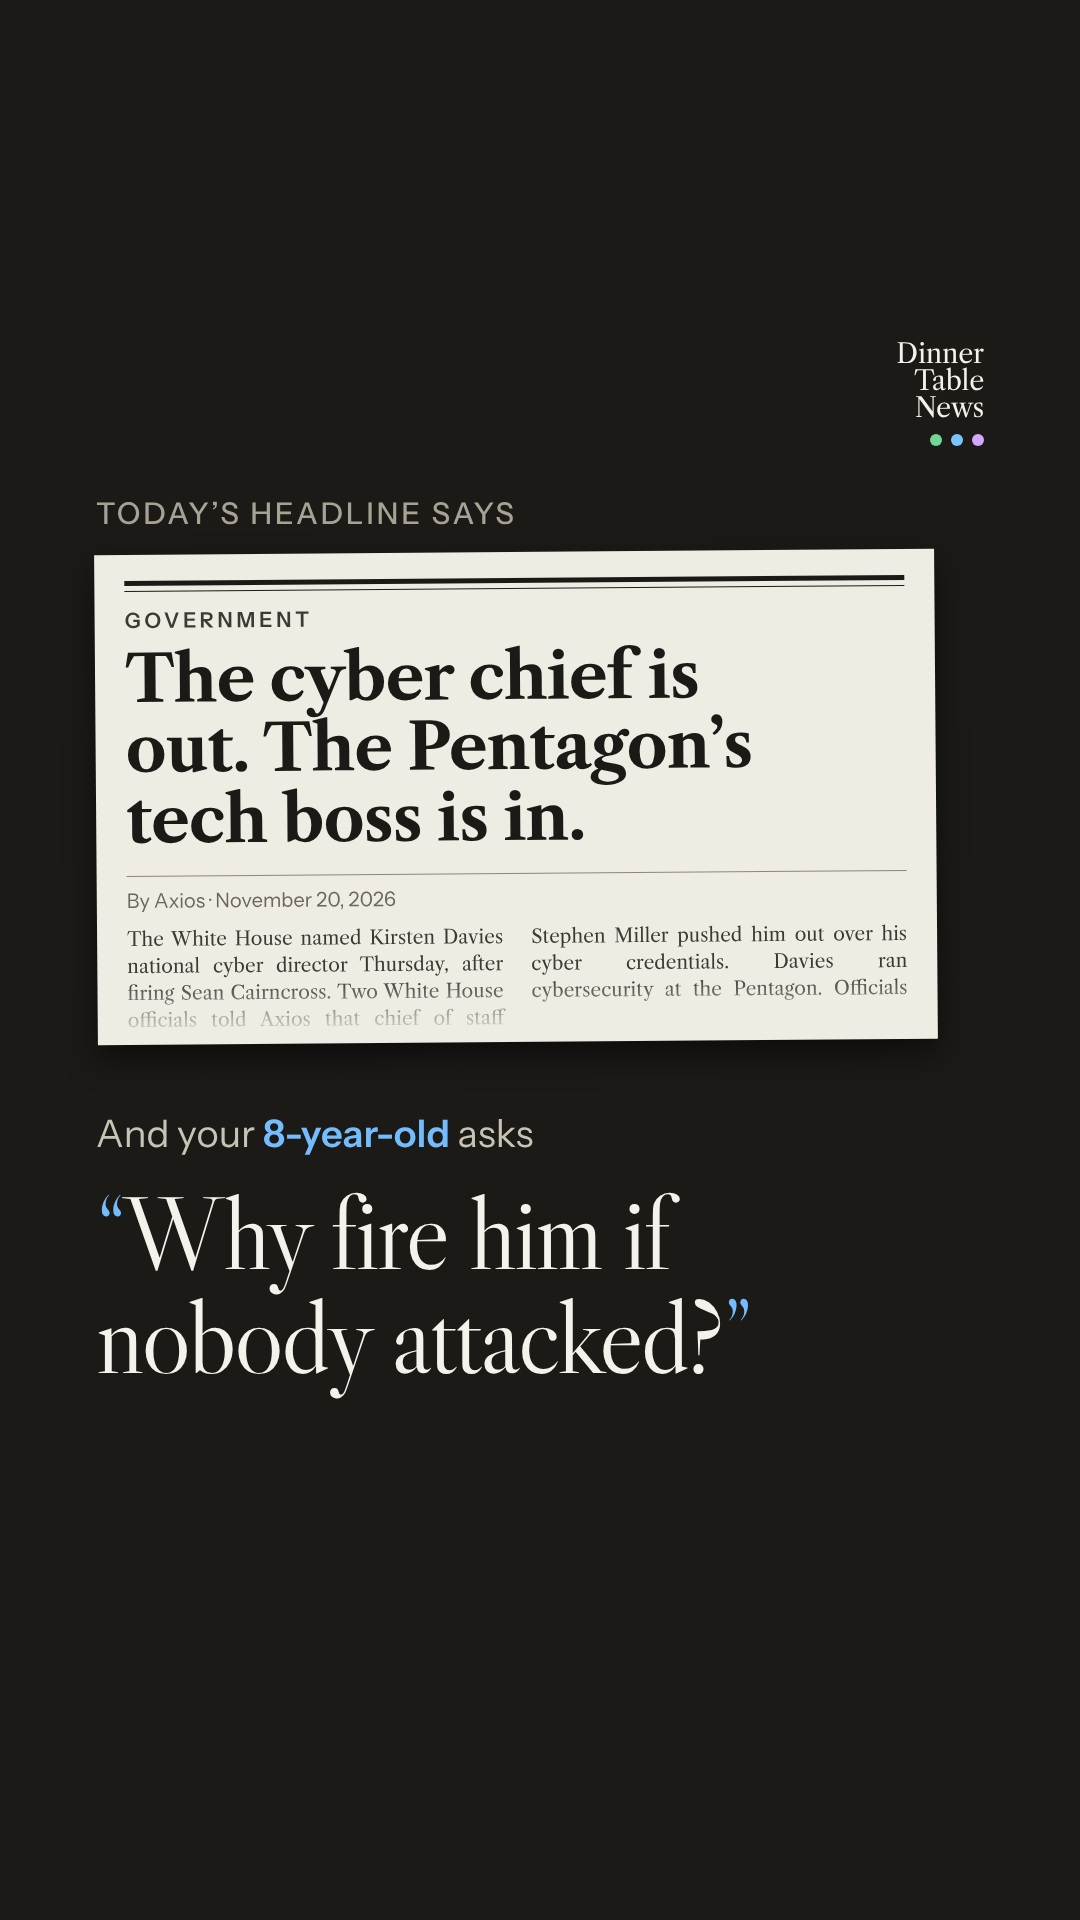 Dinner
Table
News
TODAY’S HEADLINE SAYS
GOVERNMENT
The cyber chief is
out. The Pentagon’s
tech boss is in.
By Axios · November 20, 2026
The White House named Kirsten Davies
national cyber director Thursday, after
firing Sean Cairncross. Two White House
officials told Axios that chief of staff
Stephen Miller pushed him out over his
cyber credentials. Davies ran
cybersecurity at the Pentagon. Officials
And your 8-year-old asks
“Why fire him if
nobody attacked?”